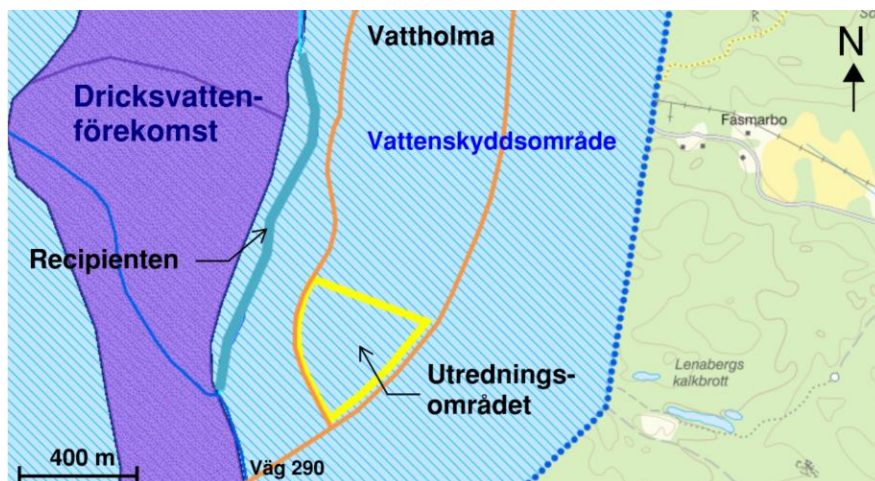 Vattholma
N
Dricksvatten-
förekomst
Fasmarbo
Vattenskyddsområde
Recipienten
Lenabergs
kalkbrott
Utrednings-
området
400 m
Väg 290